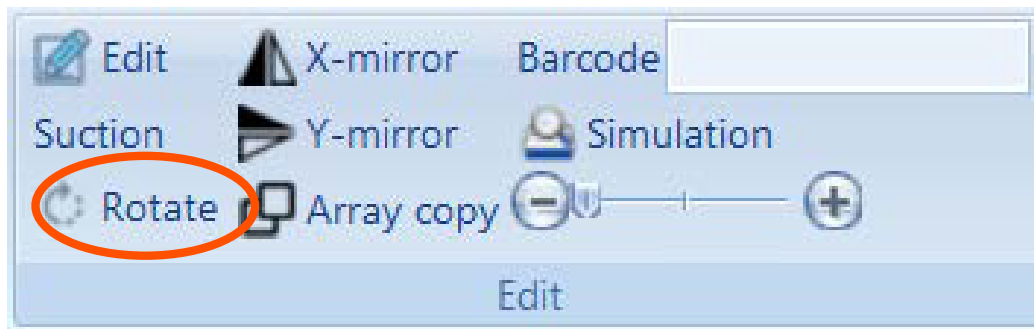 Edit X-mirror Barcode
Suction Y-mirror Simulation
Rotate Array copy
Edit